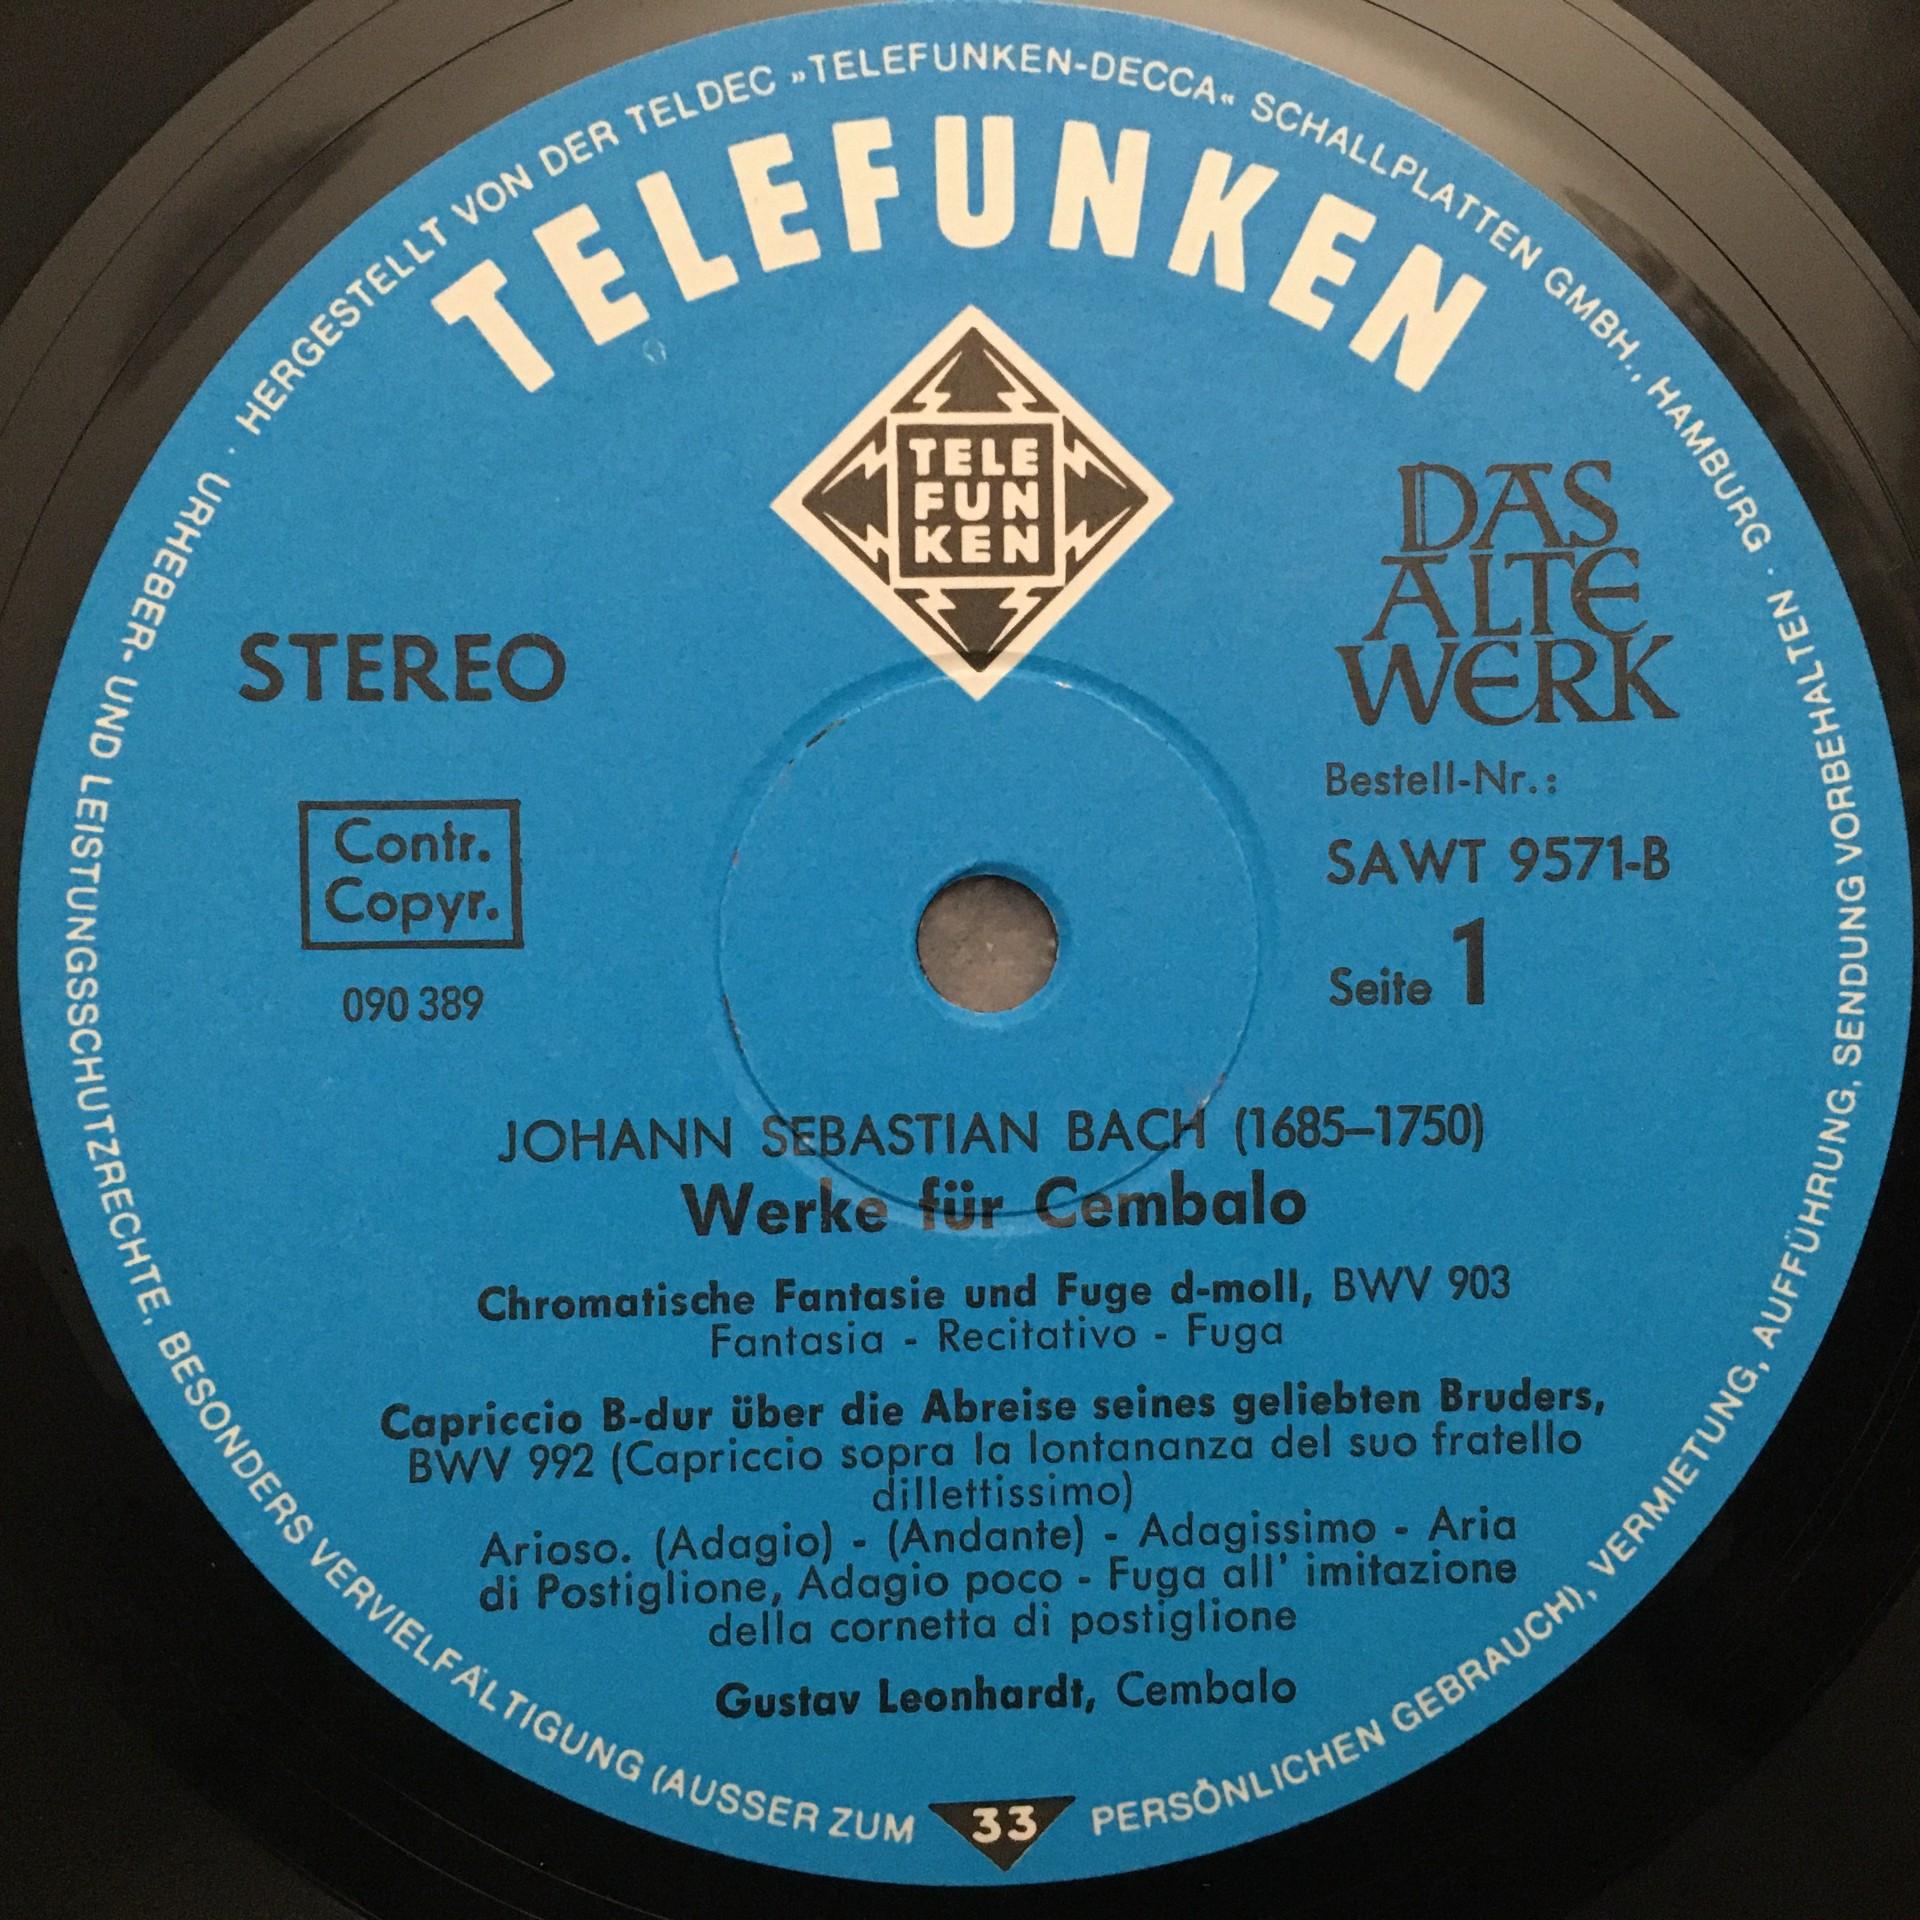 HERGESTELLT VON DER TELDEC »TELEFUNKEN-DECCA« SCHALLPLATTEN GMBH., HAMBURG · URHEBER- UND LEISTUNGSSCHUTZRECHTE, BESONDERS VERVIELFÄLTIGUNG (AUSSER ZUM PERSÖNLICHEN GEBRAUCH), VERMIETUNG, AUFFÜHRUNG, SENDUNG VORBEHALTEN ·
TELEFUNKEN
TELE
FUN
KEN
DAS
ALTE
WERK
STEREO
Bestell-Nr.:
Contr.
Copyr.
SAWT 9571-B
Seite 1
090 389
JOHANN SEBASTIAN BACH (1685–1750)
Werke für Cembalo
Chromatische Fantasie und Fuge d-moll, BWV 903
Fantasia - Recitativo - Fuga
Capriccio B-dur über die Abreise seines geliebten Bruders,
BWV 992 (Capriccio sopra la lontananza del suo fratello
dillettissimo)
Arioso. (Adagio) - (Andante) - Adagissimo - Aria
di Postiglione, Adagio poco - Fuga all' imitazione
della cornetta di postiglione
Gustav Leonhardt, Cembalo
33